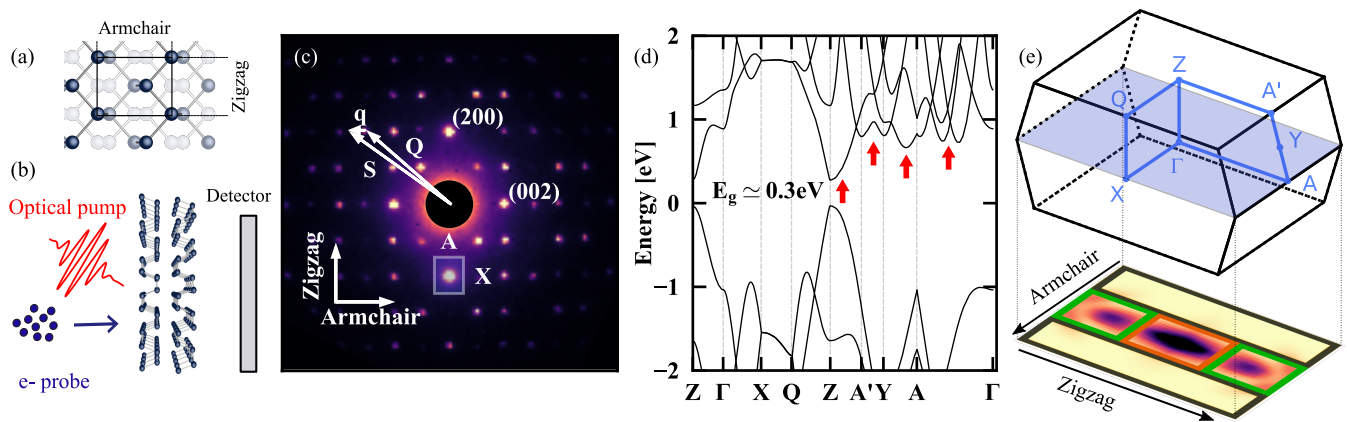 (a)
Armchair
Zigzag
(b)
Optical pump
e- probe
Detector
(c)
q
Q
S
(200)
(002)
A
X
Zigzag
Armchair
(d)
Energy [eV]
2
1
0
−1
−2
E_g ≃ 0.3eV
Z Γ X Q Z A' Y A Γ
(e)
Z
Q
A'
Y
Γ
X
A
Armchair
Zigzag